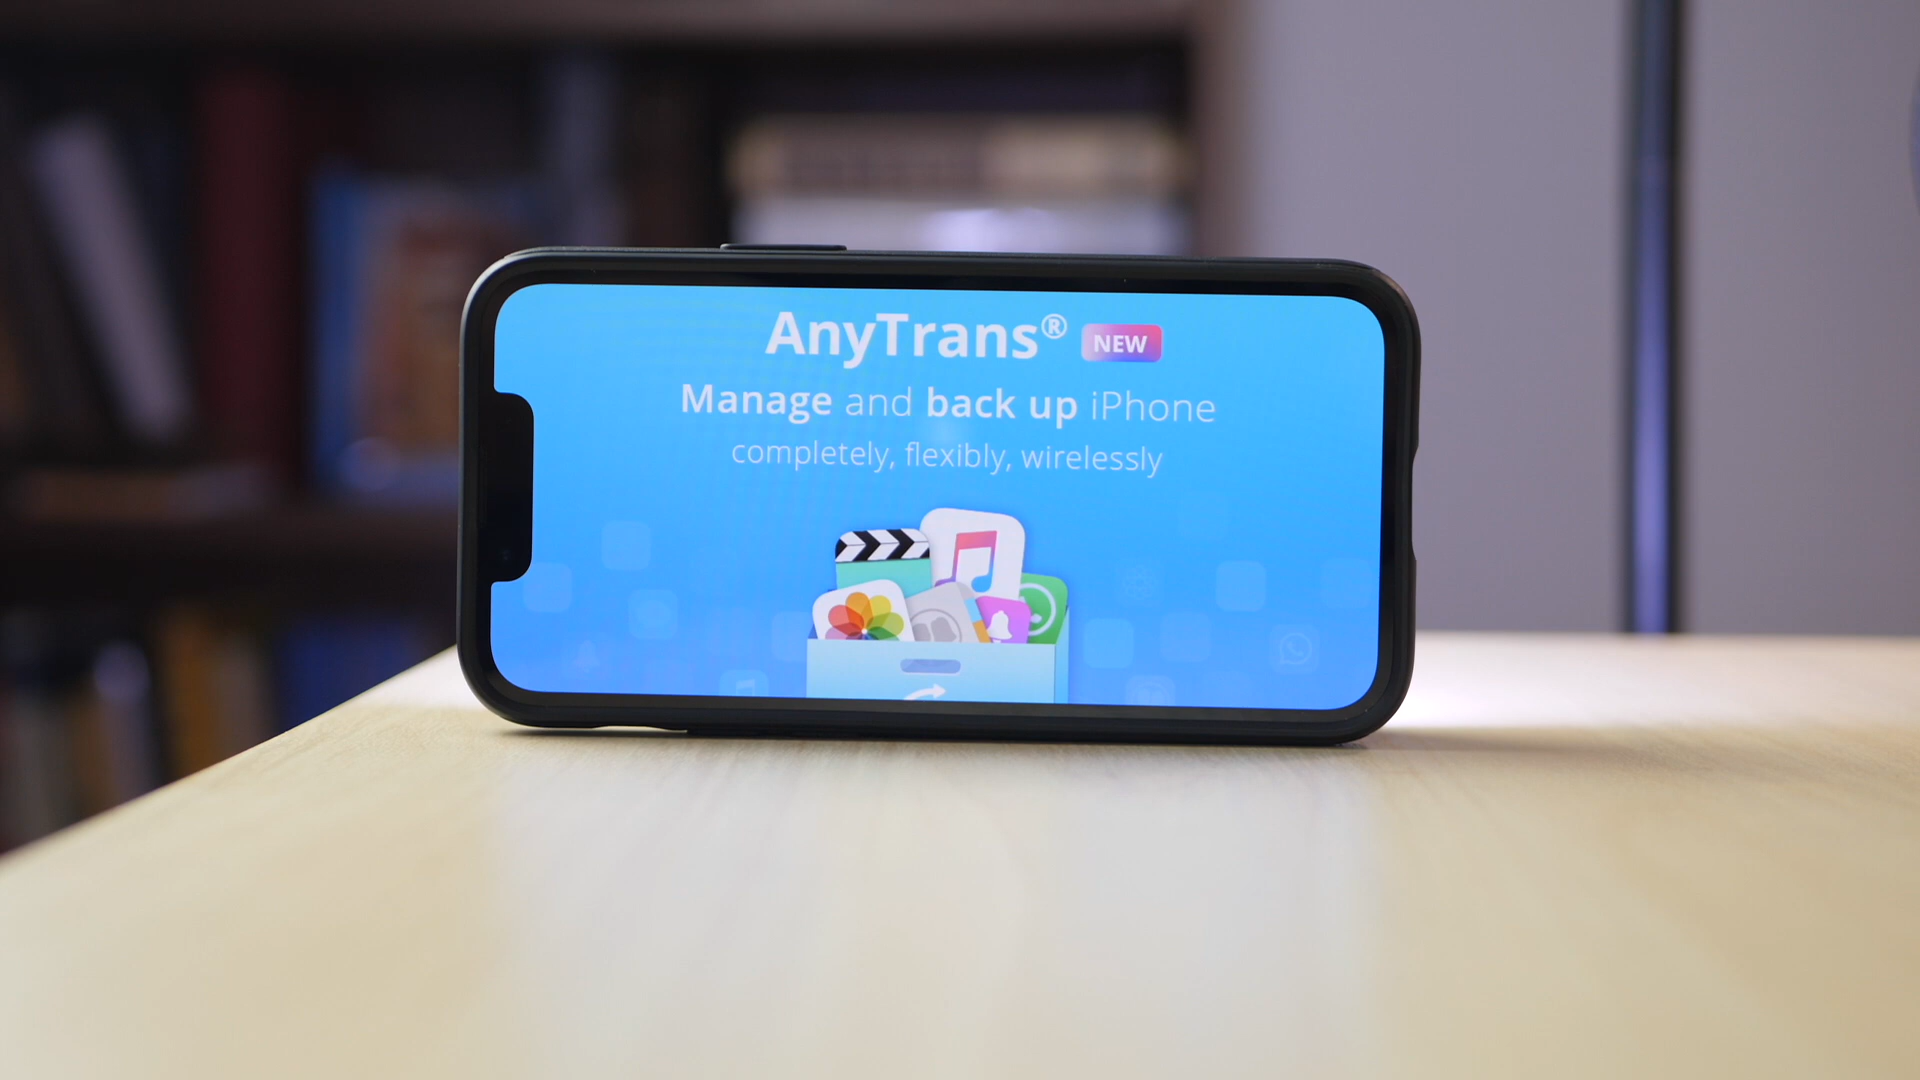 AnyTrans® NEW
Manage and back up iPhone
completely, flexibly, wirelessly